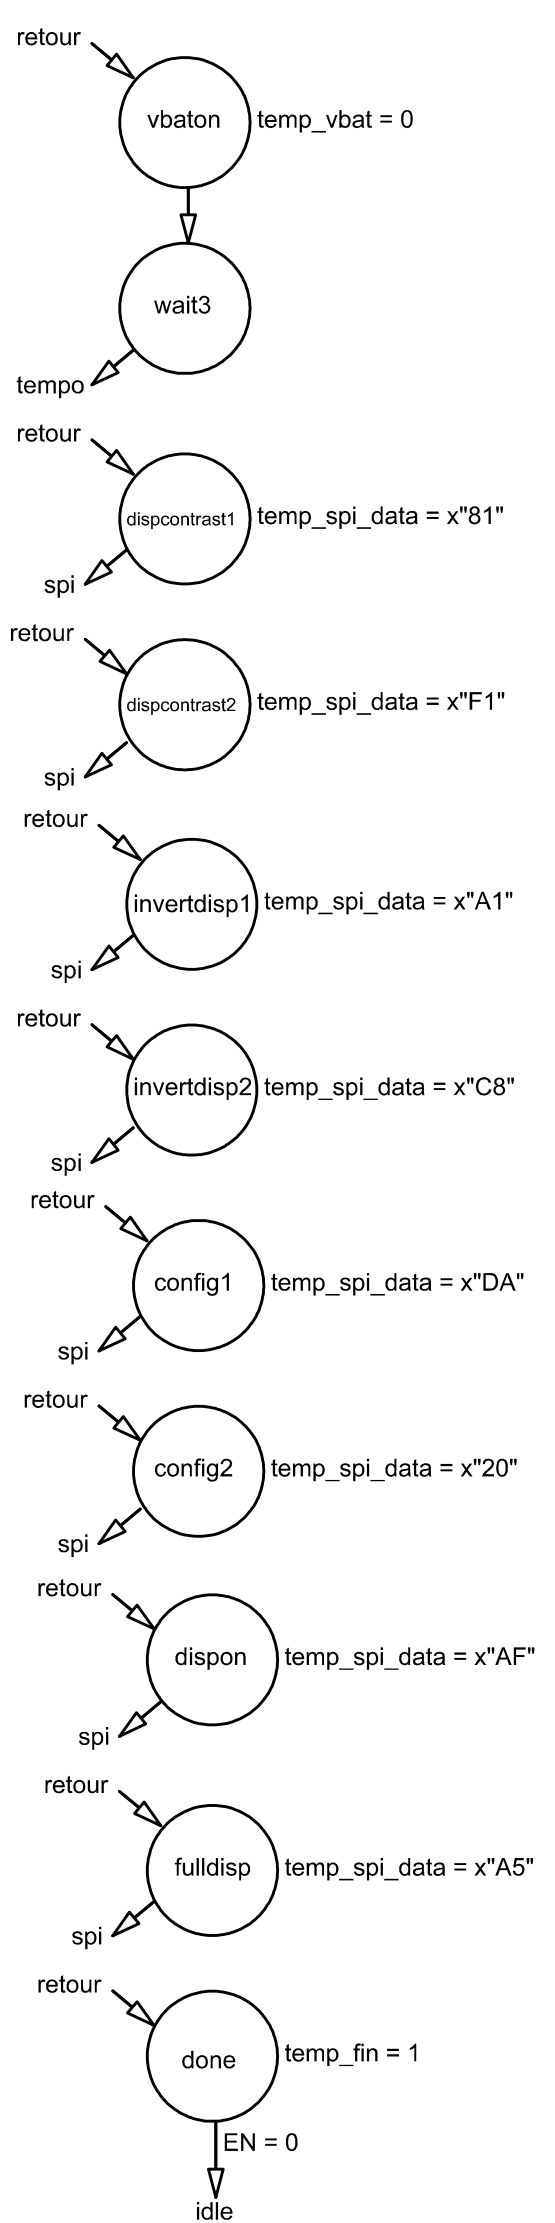 retour
vbaton
temp_vbat = 0
wait3
tempo
retour
dispcontrast1
temp_spi_data = x"81"
spi
retour
dispcontrast2
temp_spi_data = x"F1"
spi
retour
invertdisp1
temp_spi_data = x"A1"
spi
retour
invertdisp2
temp_spi_data = x"C8"
spi
retour
config1
temp_spi_data = x"DA"
spi
retour
config2
temp_spi_data = x"20"
spi
retour
dispon
temp_spi_data = x"AF"
spi
retour
fulldisp
temp_spi_data = x"A5"
spi
retour
done
temp_fin = 1
EN = 0
idle